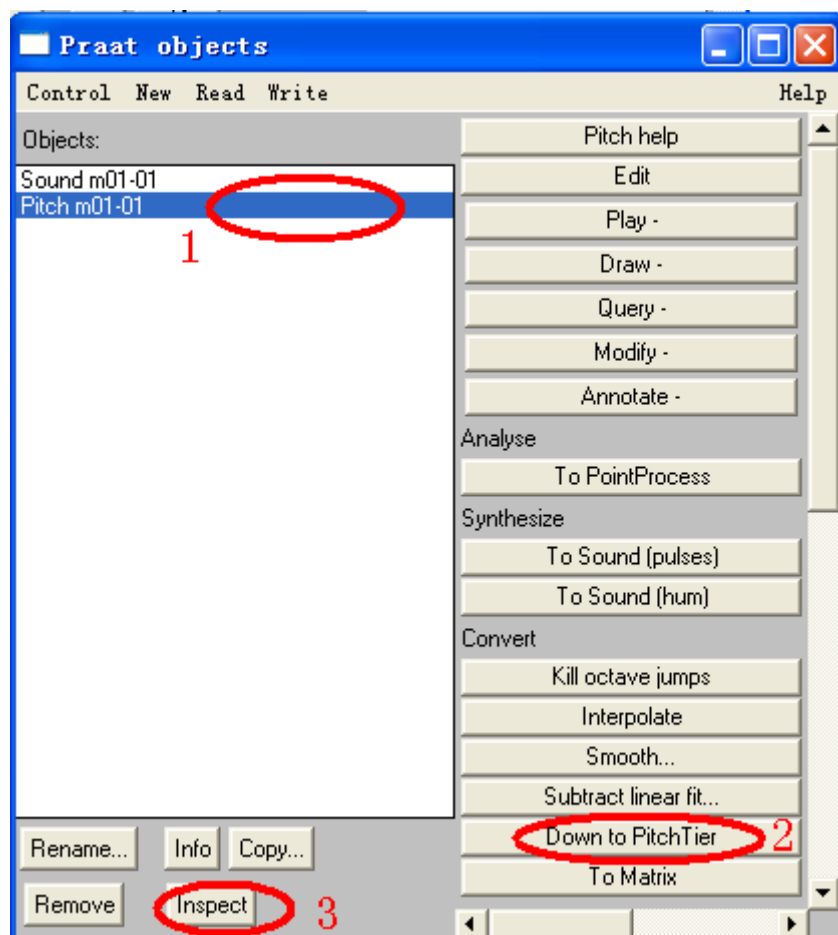 Praat objects
Control New Read Write Help
Objects:
Sound m01-01
Pitch m01-01
1
Pitch help
Edit
Play -
Draw -
Query -
Modify -
Annotate -
Analyse
To PointProcess
Synthesize
To Sound (pulses)
To Sound (hum)
Convert
Kill octave jumps
Interpolate
Smooth...
Subtract linear fit...
Down to PitchTier 2
To Matrix
Rename... Info Copy...
Remove Inspect 3